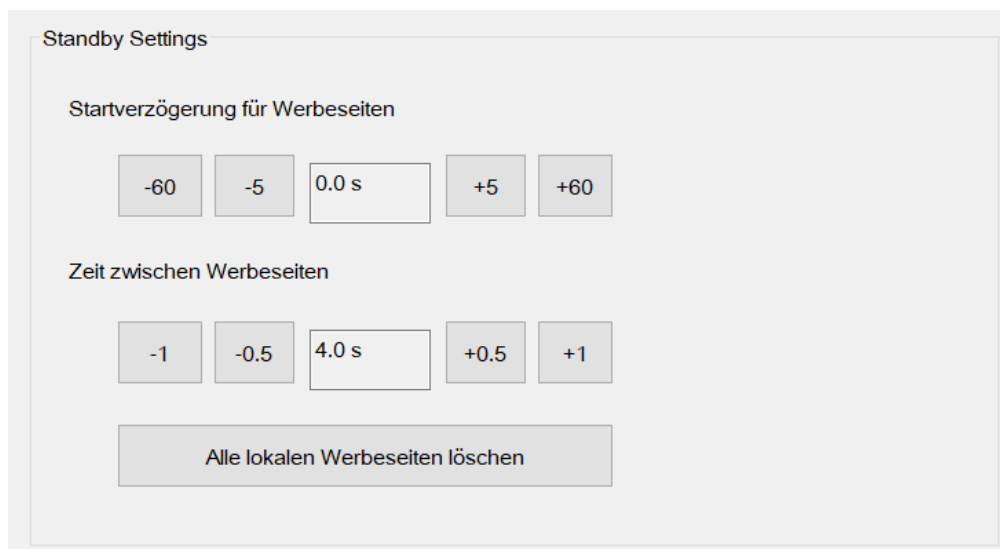 Standby Settings
Startverzögerung für Werbeseiten
-60 -5 0.0 s +5 +60
Zeit zwischen Werbeseiten
-1 -0.5 4.0 s +0.5 +1
Alle lokalen Werbeseiten löschen